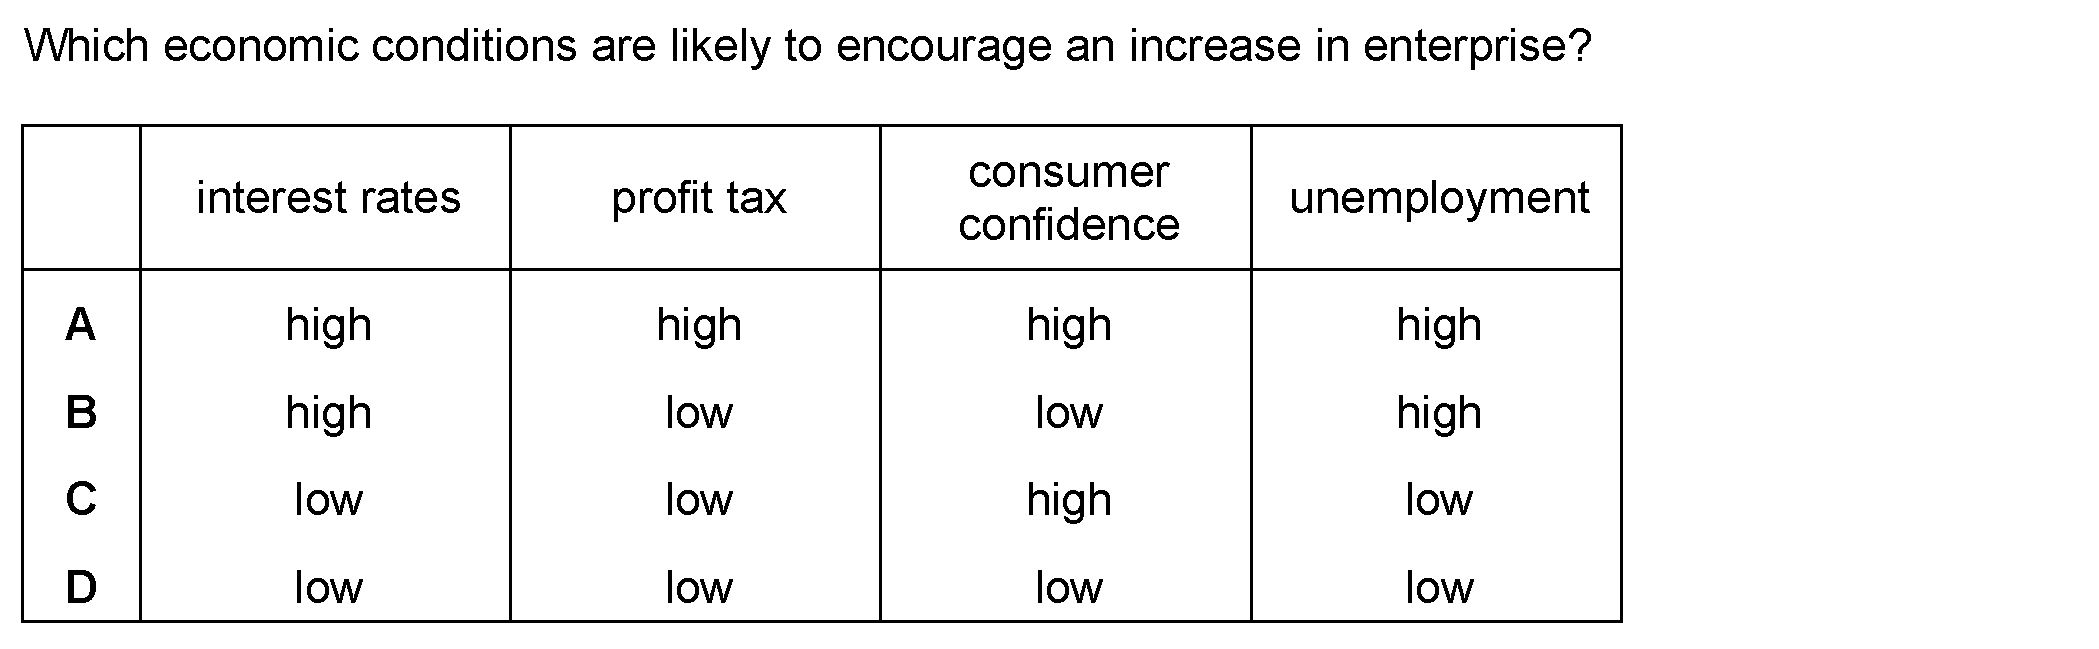 Which economic conditions are likely to encourage an increase in enterprise?
interest rates profit tax consumer confidence unemployment
A high high high high
B high low low high
C low low high low
D low low low low